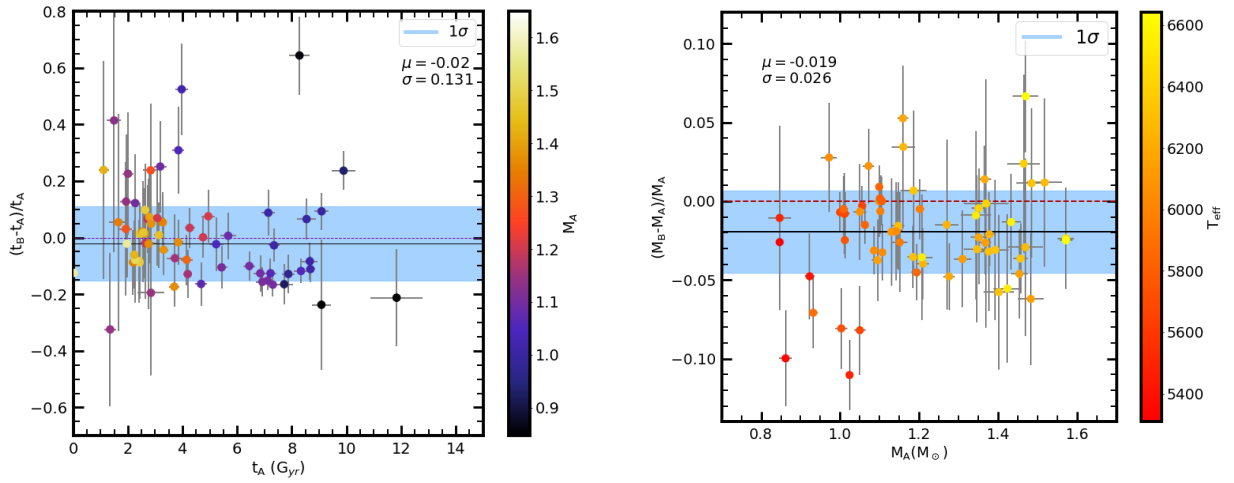 0.8
0.6
0.4
0.2
0.0
−0.2
−0.4
−0.6
(t_B-t_A)/t_A
0 2 4 6 8 10 12 14
t_A (G_yr)
1σ
μ = -0.02
σ = 0.131
1.6
1.5
1.4
1.3
1.2
1.1
1.0
0.9
M_A
0.10
0.05
0.00
−0.05
−0.10
(M_B-M_A)/M_A
0.8 1.0 1.2 1.4 1.6
M_A(M_⊙)
1σ
μ = -0.019
σ = 0.026
6600
6400
6200
6000
5800
5600
5400
T_eff